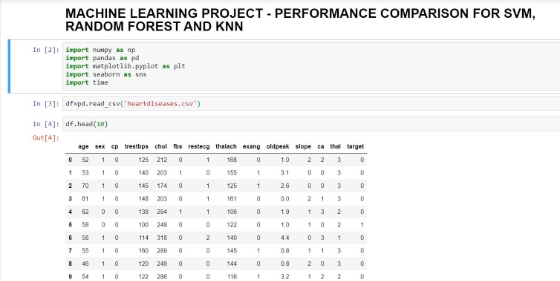 MACHINE LEARNING PROJECT - PERFORMANCE COMPARISON FOR SVM,
RANDOM FOREST AND KNN
In [2]: import numpy as np
import pandas as pd
import matplotlib.pyplot as plt
import seaborn as sns
import time
In [3]: df=pd.read_csv('heartdiseases.csv')
In [4]: df.head(10)
Out[4]:
age sex cp trestbps chol fbs restecg thalach exang oldpeak slope ca thal target
0 52 1 0 125 212 0 1 168 0 1.0 2 2 3 0
1 53 1 0 140 203 1 0 155 1 3.1 0 0 3 0
2 70 1 0 145 174 0 1 125 1 2.6 0 0 3 0
3 61 1 0 148 203 0 1 161 0 0.0 2 1 3 0
4 62 0 0 138 294 1 1 106 0 1.9 1 3 2 0
5 58 0 0 100 248 0 0 122 0 1.0 1 0 2 1
6 58 1 0 114 318 0 2 140 0 4.4 0 3 1 0
7 55 1 0 160 289 0 0 145 1 0.8 1 1 3 0
8 46 1 0 120 249 0 0 144 0 0.8 2 0 3 0
9 54 1 0 122 286 0 0 116 1 3.2 1 2 2 0